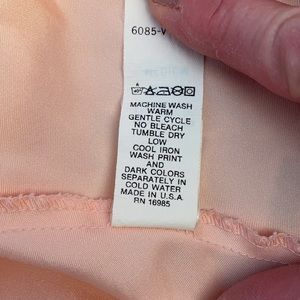 6085-W
MACHINE WASH
WARM
GENTLE CYCLE
NO BLEACH
TUMBLE DRY
LOW
COOL IRON
WASH PRINT
AND
DARK COLORS
SEPARATELY IN
COLD WATER
MADE IN U.S.A.
RN 16985